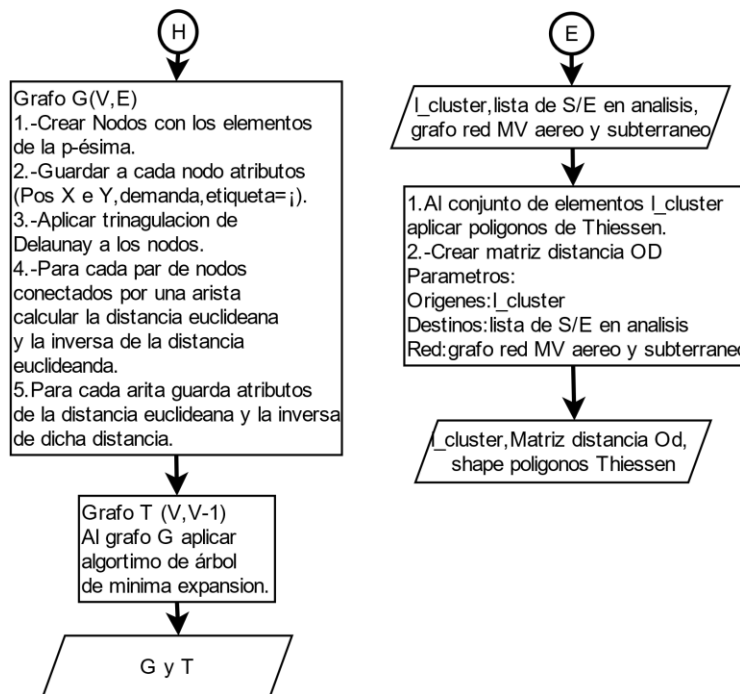 H
Grafo G(V,E)
1.-Crear Nodos con los elementos
de la p-ésima.
2.-Guardar a cada nodo atributos
(Pos X e Y,demanda,etiqueta=¡).
3.-Aplicar trinagulacion de
Delaunay a los nodos.
4.-Para cada par de nodos
conectados por una arista
calcular la distancia euclideana
y la inversa de la distancia
euclideanda.
5.Para cada arita guarda atributos
de la distancia euclideana y la inversa
de dicha distancia.
Grafo T (V,V-1)
Al grafo G aplicar
algortimo de árbol
de minima expansion.
G y T
E
I_cluster,lista de S/E en analisis,
grafo red MV aereo y subterraneo
1.Al conjunto de elementos I_cluster
aplicar poligonos de Thiessen.
2.-Crear matriz distancia OD
Parametros:
Origenes:I_cluster
Destinos:lista de S/E en analisis
Red:grafo red MV aereo y subterraneo
I_cluster,Matriz distancia Od,
shape poligonos Thiessen